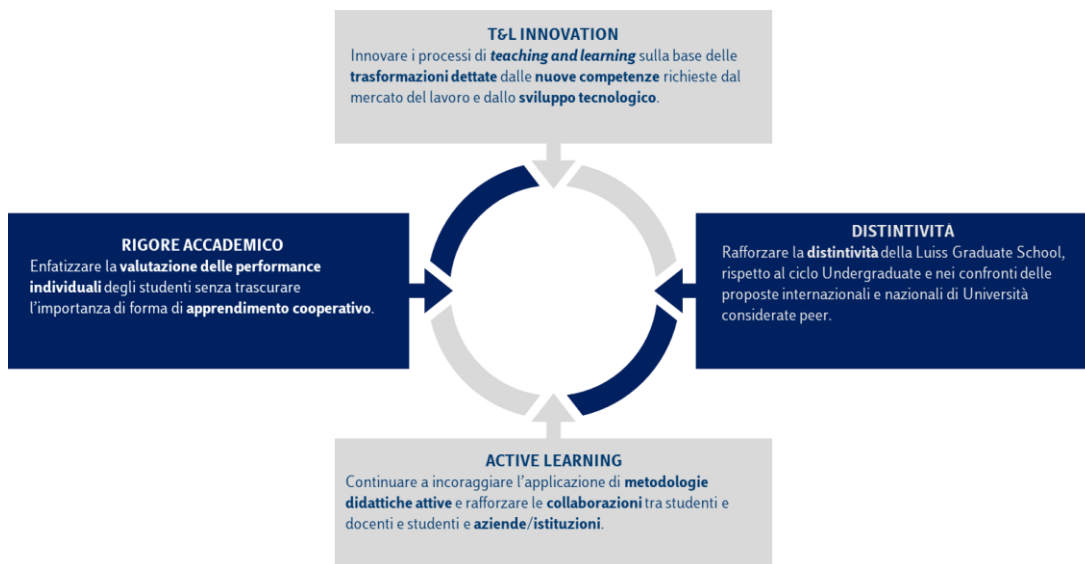 T&L INNOVATION
Innovare i processi di teaching and learning sulla base delle
trasformazioni dettate dalle nuove competenze richieste dal
mercato del lavoro e dallo sviluppo tecnologico.
RIGORE ACCADEMICO
Enfatizzare la valutazione delle performance
individuali degli studenti senza trascurare
l’importanza di forma di apprendimento cooperativo.
DISTINTIVITÀ
Rafforzare la distintività della Luiss Graduate School,
rispetto al ciclo Undergraduate e nei confronti delle
proposte internazionali e nazionali di Università
considerate peer.
ACTIVE LEARNING
Continuare a incoraggiare l’applicazione di metodologie
didattiche attive e rafforzare le collaborazioni tra studenti e
docenti e studenti e aziende/istituzioni.